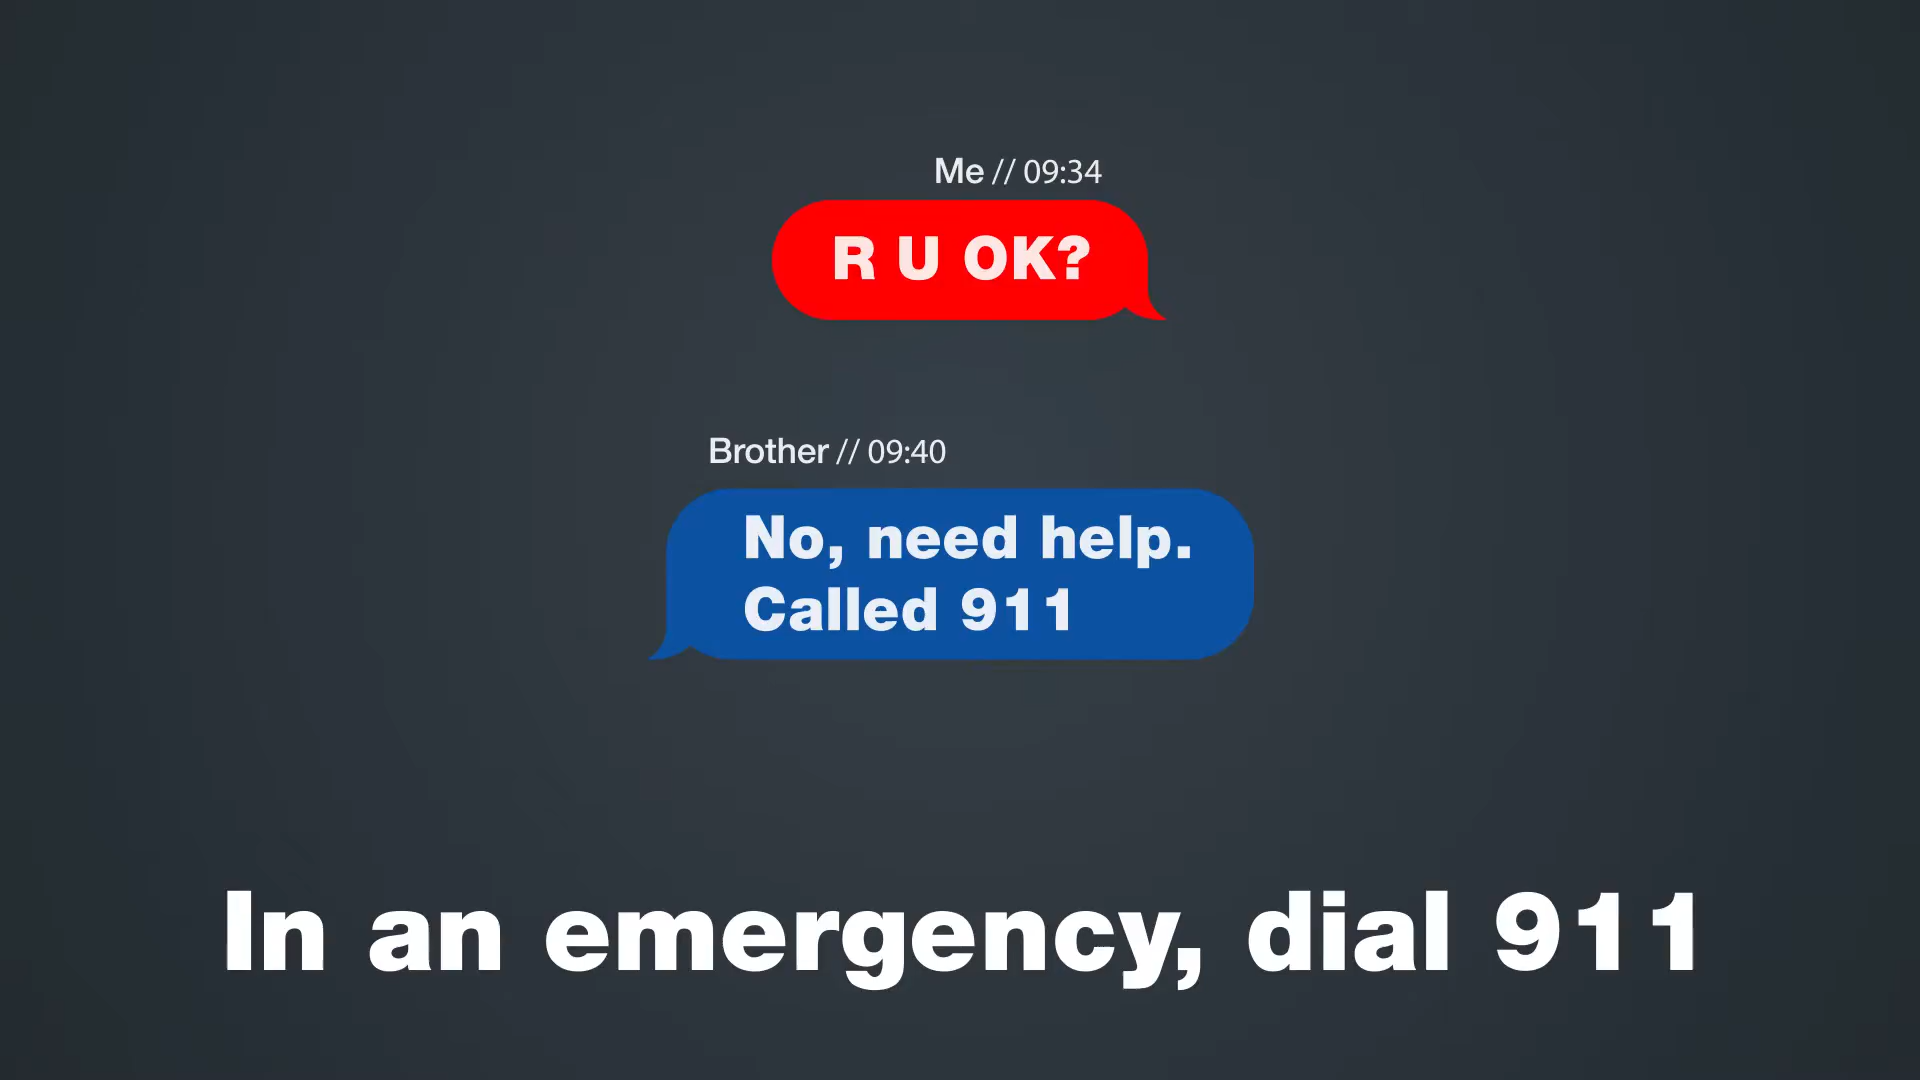 Me // 09:34
R U OK?
Brother // 09:40
No, need help.
Called 911
In an emergency, dial 911